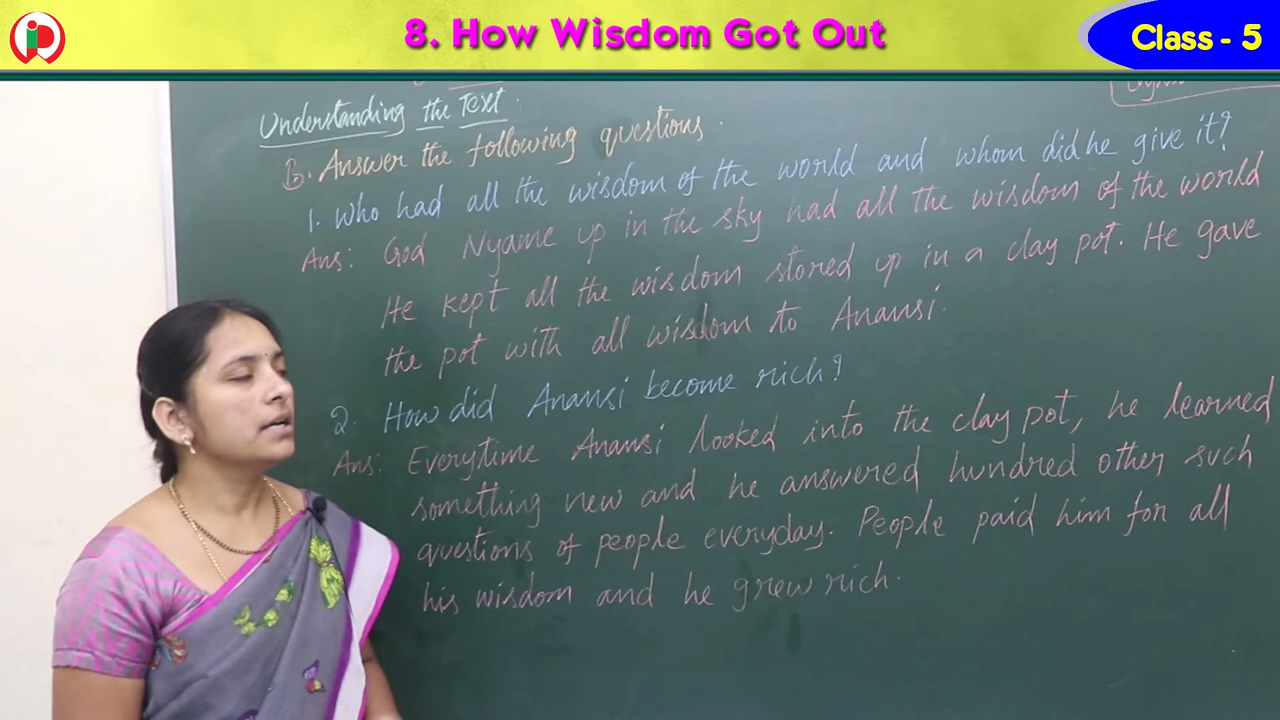 8. How Wisdom Got Out
Class - 5
Understanding the Text.
B. Answer the following questions.
1. Who had all the wisdom of the world and whom did he give it?
Ans: God Nyame up in the sky had all the wisdom of the world
He kept all the wisdom stored up in a clay pot. He gave
the pot with all wisdom to Anansi.
2. How did Anansi become rich?
Ans: Everytime Anansi looked into the clay pot, he learned
something new and he answered hundred other such
questions of people everyday. People paid him for all
his wisdom and he grew rich.